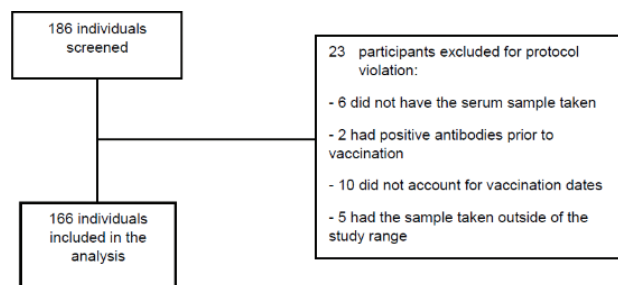 186 individuals
screened
23 participants excluded for protocol
violation:
- 6 did not have the serum sample taken
- 2 had positive antibodies prior to
vaccination
- 10 did not account for vaccination dates
- 5 had the sample taken outside of the
study range
166 individuals
included in the
analysis